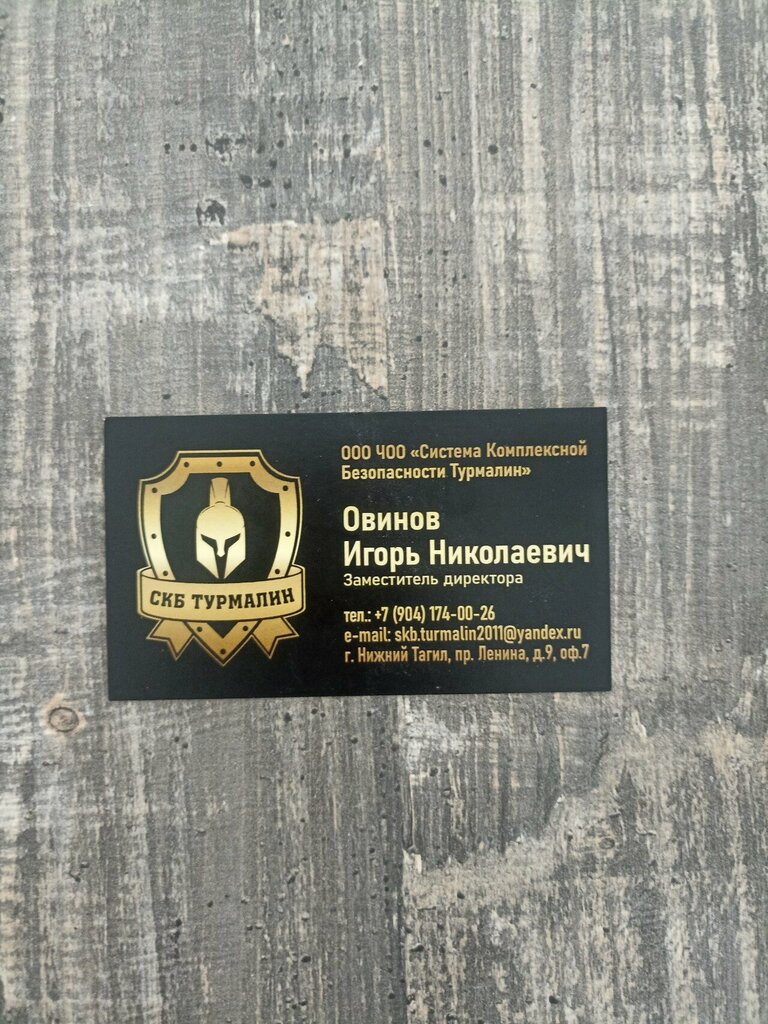 СКБ ТУРМАЛИН
ООО ЧОО «Система Комплексной
Безопасности Турмалин»
Овинов
Игорь Николаевич
Заместитель директора
тел.: +7 (904) 174-00-26
e-mail: skb.turmalin2011@yandex.ru
г. Нижний Тагил, пр. Ленина, д.9, оф.7